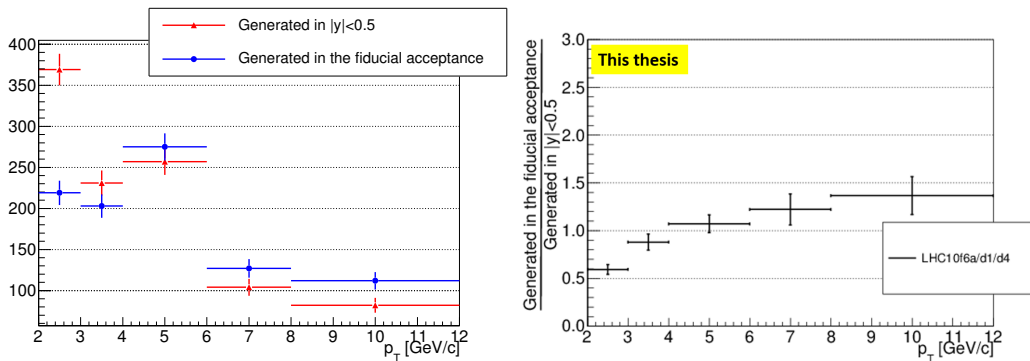 Generated in |y|<0.5
Generated in the fiducial acceptance
400
350
300
250
200
150
100
2 3 4 5 6 7 8 9 10 11 12
p_T [GeV/c]
This thesis
Generated in the fiducial acceptance
Generated in |y|<0.5
3.0
2.5
2.0
1.5
1.0
0.5
0.0
LHC10f6a/d1/d4
2 3 4 5 6 7 8 9 10 11 12
p_T [GeV/c]